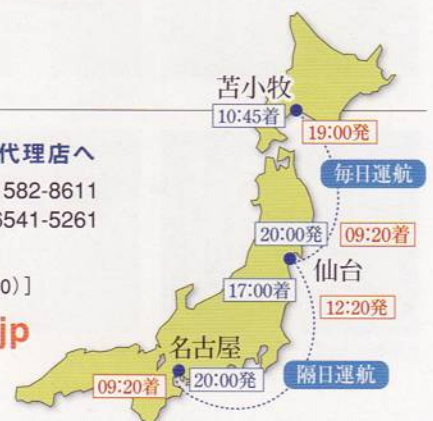 代理店へ
582-8611
6541-5261
0)]
jp
苫小牧
10:45着
19:00発
毎日運航
20:00発
09:20着
仙台
17:00着
12:20発
名古屋
09:20着
20:00発
隔日運航